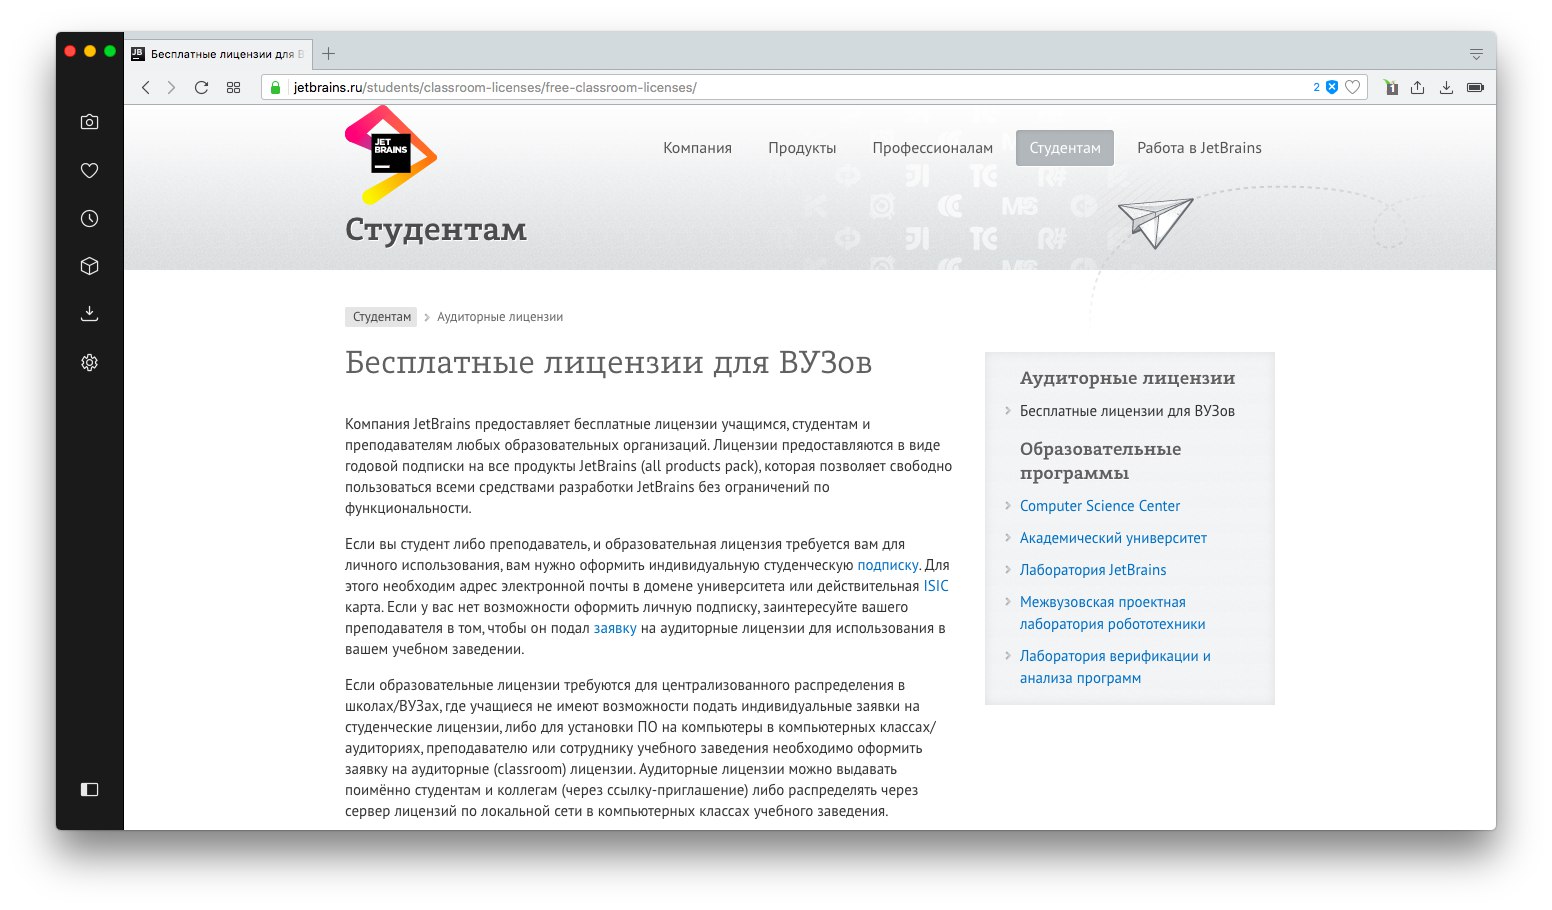 Бесплатные лицензии для В
jetbrains.ru/students/classroom-licenses/free-classroom-licenses/
2
1
JET
BRAINS
Компания
Продукты
Профессионалам
Студентам
Работа в JetBrains
Студентам
Студентам
Аудиторные лицензии
Бесплатные лицензии для ВУЗов
Компания JetBrains предоставляет бесплатные лицензии учащимся, студентам и
преподавателям любых образовательных организаций. Лицензии предоставляются в виде
годовой подписки на все продукты JetBrains (all products pack), которая позволяет свободно
пользоваться всеми средствами разработки JetBrains без ограничений по
функциональности.
Если вы студент либо преподаватель, и образовательная лицензия требуется вам для
личного использования, вам нужно оформить индивидуальную студенческую подписку. Для
этого необходим адрес электронной почты в домене университета или действительная ISIC
карта. Если у вас нет возможности оформить личную подписку, заинтересуйте вашего
преподавателя в том, чтобы он подал заявку на аудиторные лицензии для использования в
вашем учебном заведении.
Если образовательные лицензии требуются для централизованного распределения в
школах/ВУЗах, где учащиеся не имеют возможности подать индивидуальные заявки на
студенческие лицензии, либо для установки ПО на компьютеры в компьютерных классах/
аудиториях, преподавателю или сотруднику учебного заведения необходимо оформить
заявку на аудиторные (classroom) лицензии. Аудиторные лицензии можно выдавать
поимённо студентам и коллегам (через ссылку-приглашение) либо распределять через
сервер лицензий по локальной сети в компьютерных классах учебного заведения.
Аудиторные лицензии
Бесплатные лицензии для ВУЗов
Образовательные
программы
Computer Science Center
Академический университет
Лаборатория JetBrains
Межвузовская проектная
лаборатория робототехники
Лаборатория верификации и
анализа программ